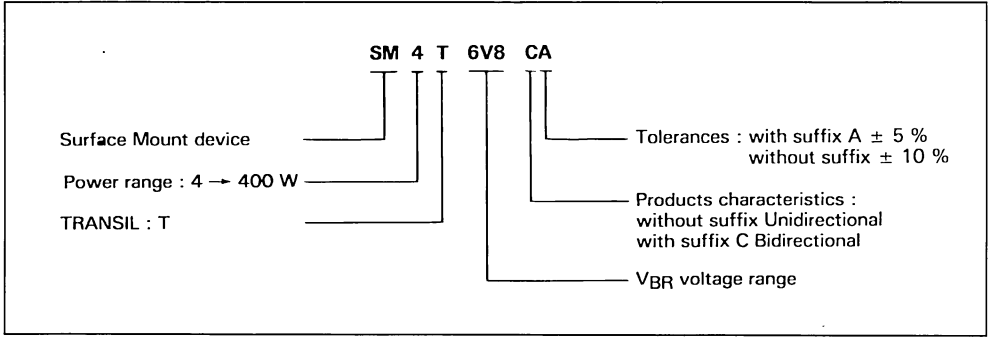 SM 4 T 6V8 CA
Surface Mount device
Power range : 4 → 400 W
TRANSIL : T
Tolerances : with suffix A ± 5 %
without suffix ± 10 %
Products characteristics :
without suffix Unidirectional
with suffix C Bidirectional
VBR voltage range